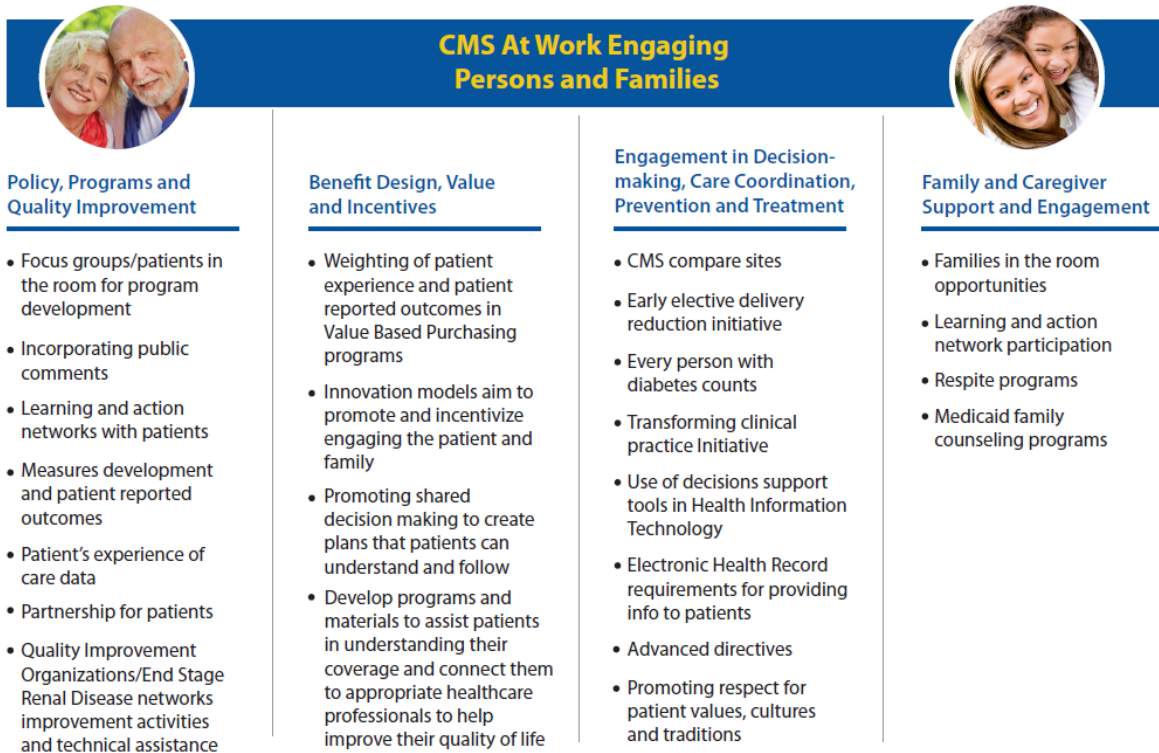 CMS At Work Engaging
Persons and Families
Policy, Programs and
Quality Improvement
• Focus groups/patients in
the room for program
development
• Incorporating public
comments
• Learning and action
networks with patients
• Measures development
and patient reported
outcomes
• Patient's experience of
care data
• Partnership for patients
• Quality Improvement
Organizations/End Stage
Renal Disease networks
improvement activities
and technical assistance
Benefit Design, Value
and Incentives
• Weighting of patient
experience and patient
reported outcomes in
Value Based Purchasing
programs
• Innovation models aim to
promote and incentivize
engaging the patient and
family
• Promoting shared
decision making to create
plans that patients can
understand and follow
• Develop programs and
materials to assist patients
in understanding their
coverage and connect them
to appropriate healthcare
professionals to help
improve their quality of life
Engagement in Decision-
making, Care Coordination,
Prevention and Treatment
• CMS compare sites
• Early elective delivery
reduction initiative
• Every person with
diabetes counts
• Transforming clinical
practice Initiative
• Use of decisions support
tools in Health Information
Technology
• Electronic Health Record
requirements for providing
info to patients
• Advanced directives
• Promoting respect for
patient values, cultures
and traditions
Family and Caregiver
Support and Engagement
• Families in the room
opportunities
• Learning and action
network participation
• Respite programs
• Medicaid family
counseling programs